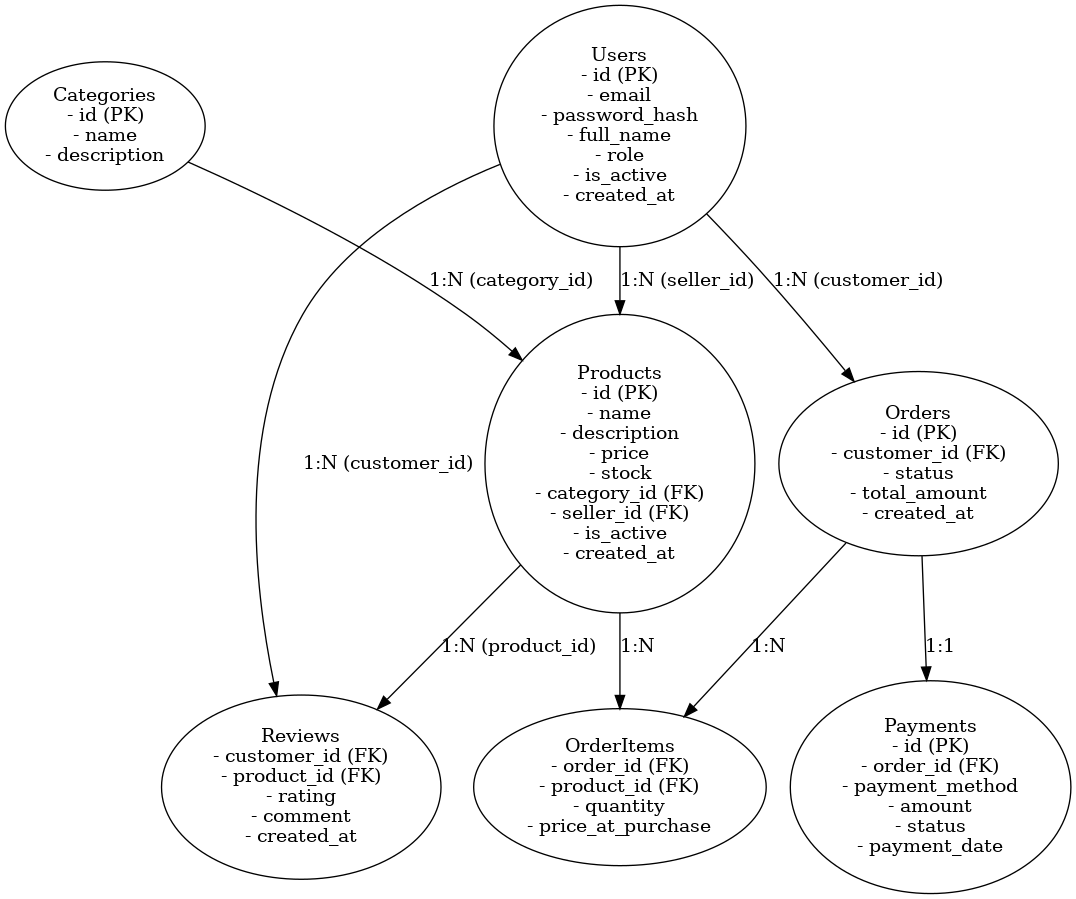 Users
- id (PK)
- email
- password_hash
- full_name
- role
- is_active
- created_at
Categories
- id (PK)
- name
- description
1:N (category_id)
1:N (seller_id)
1:N (customer_id)
Products
- id (PK)
- name
- description
- price
- stock
- category_id (FK)
- seller_id (FK)
- is_active
- created_at
Orders
- id (PK)
- customer_id (FK)
- status
- total_amount
- created_at
1:N (customer_id)
1:N (product_id)
1:N
1:N
1:1
Reviews
- customer_id (FK)
- product_id (FK)
- rating
- comment
- created_at
OrderItems
- order_id (FK)
- product_id (FK)
- quantity
- price_at_purchase
Payments
- id (PK)
- order_id (FK)
- payment_method
- amount
- status
- payment_date